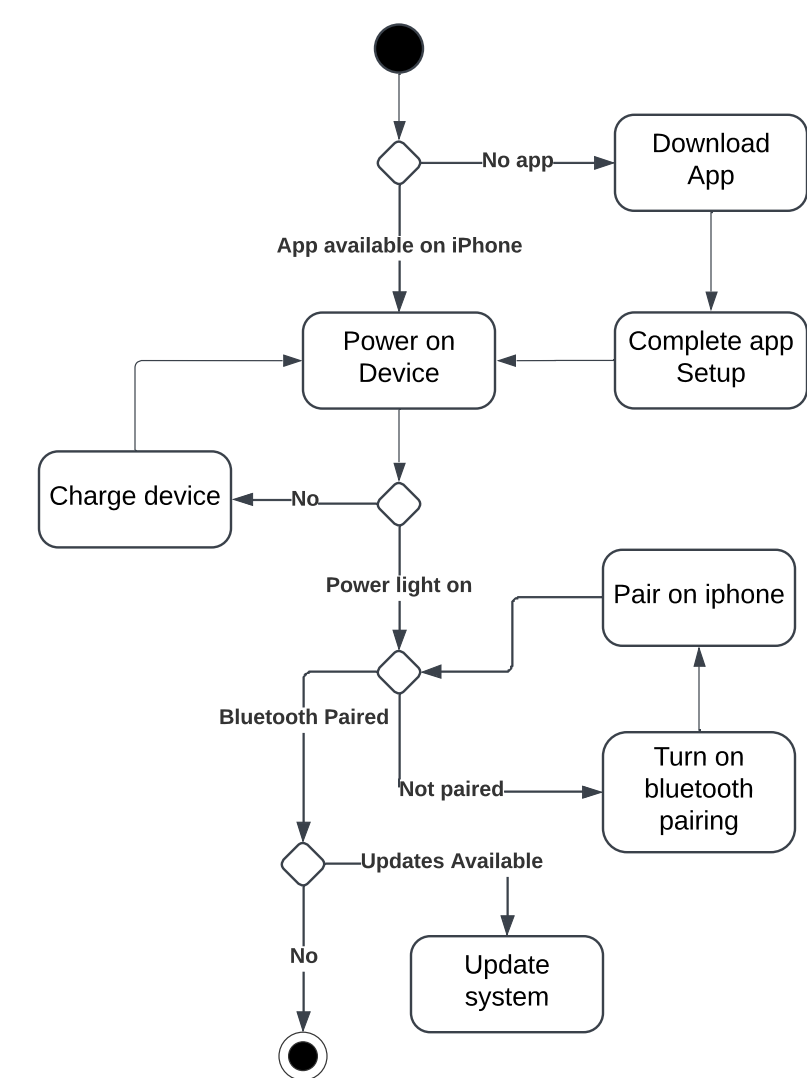 No app
Download
App
App available on iPhone
Power on
Device
Complete app
Setup
Charge device
No
Power light on
Pair on iphone
Bluetooth Paired
Not paired
Turn on
bluetooth
pairing
Updates Available
No
Update
system